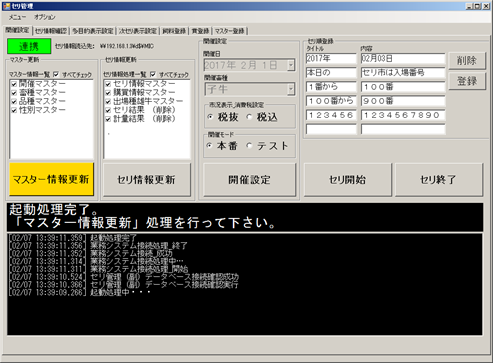 セリ管理
メニュー オプション
開催設定 セリ情報確認 多目的表示設定 次セリ表示設定 飼料登録 賞登録 マスター登録
連携 セリ情報読込先: ¥¥192.168.1.3¥d$¥MIC
マスター更新
マスター情報一覧 すべてチェック
開催マスター
畜種マスター
品種マスター
性別マスター
マスター情報更新
セリ情報更新
セリ情報処理一覧 すべてチェック
セリ情報マスター
購買情報マスター
出場種雄牛マスター
セリ結果 (削除)
計量結果 (削除)
セリ情報更新
開催設定
開催日
2017年 2月 1日
開催畜種
子牛
市況表示_消費税設定
税抜 税込
開催モード
本番 テスト
開催設定
セリ順登録
タイトル 内容
2017年 02月03日
本日の セリ市は入場番号
1番から 100番
100番から 900番
123456 1234567890
削除
登録
セリ開始 セリ終了
起動処理完了。
「マスター情報更新」処理を行って下さい。
[02/07 13:39:11.359] 起動処理完了
[02/07 13:39:11.356] 業務システム接続処理_終了
[02/07 13:39:11.352] 業務システム接続_成功
[02/07 13:39:11.314] 業務システム接続処理中…
[02/07 13:39:11.311] 業務システム接続処理_開始
[02/07 13:39:10.524] セリ管理(副) データベース接続確認成功
[02/07 13:39:10.366] セリ管理(副) データベース接続確認実行
[02/07 13:39:09.266] 起動処理中・・・